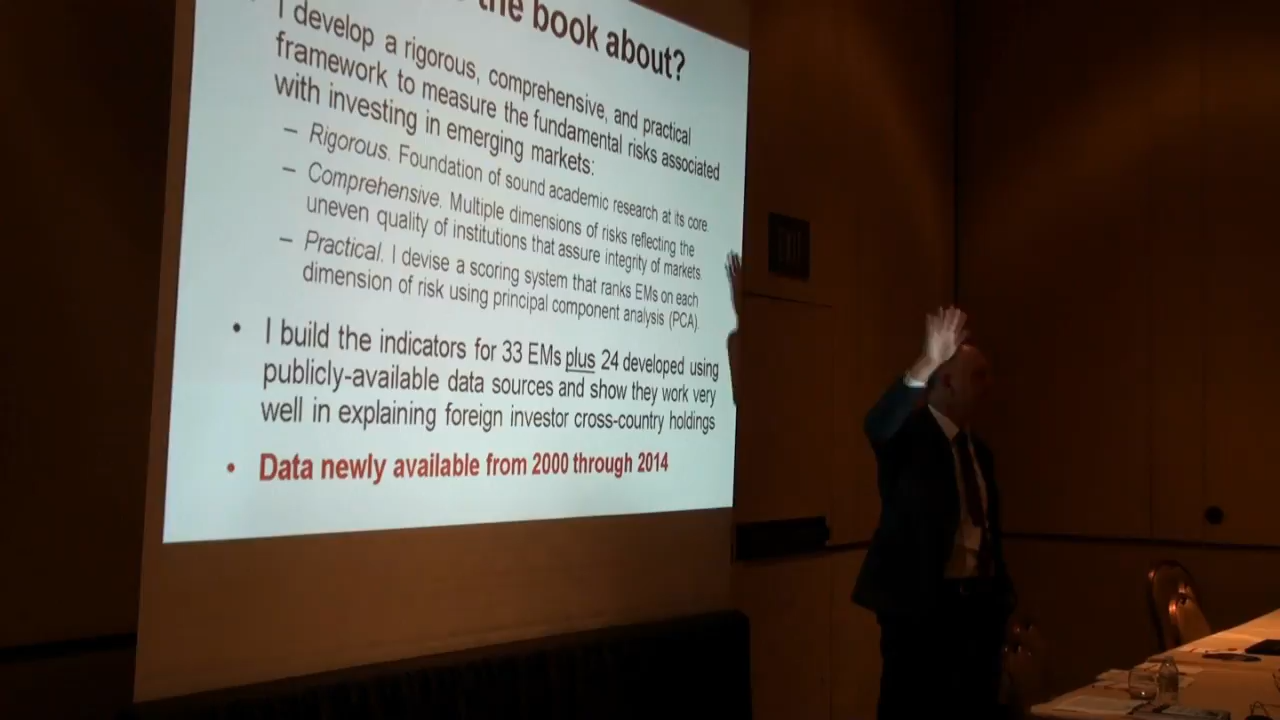 the book about?
I develop a rigorous, comprehensive, and practical
framework to measure the fundamental risks associated
with investing in emerging markets:
– Rigorous. Foundation of sound academic research at its core.
– Comprehensive. Multiple dimensions of risks reflecting the
uneven quality of institutions that assure integrity of markets
– Practical. I devise a scoring system that ranks EMs on each
dimension of risk using principal component analysis (PCA).
• I build the indicators for 33 EMs plus 24 developed using
publicly-available data sources and show they work very
well in explaining foreign investor cross-country holdings
• Data newly available from 2000 through 2014